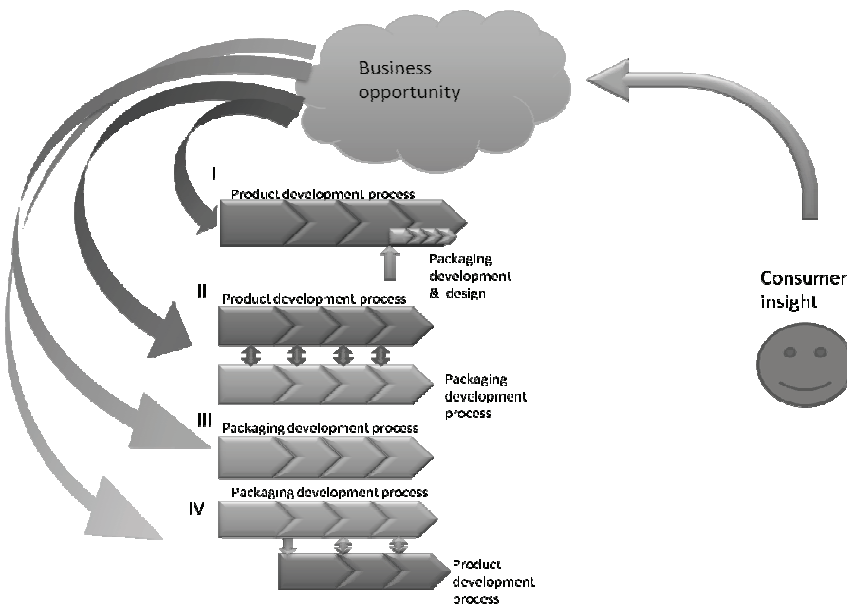 Business
opportunity
I
Product development process
Packaging
development
& design
II
Product development process
Packaging
development
process
III
Packaging development process
IV
Packaging development process
Product
development
process
Consumer
insight